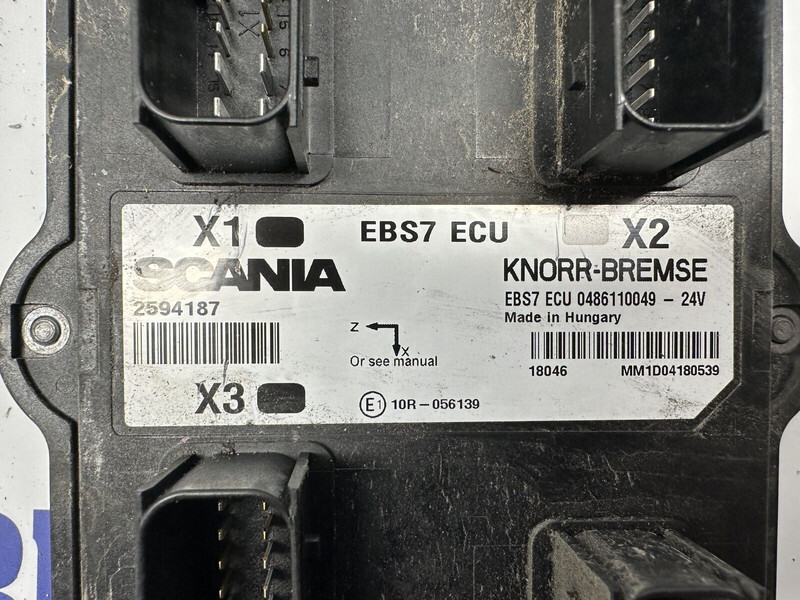 X1 EBS7 ECU X2
SCANIA KNORR-BREMSE
2594187 EBS7 ECU 0486110049 - 24V
Made in Hungary
Z
X
Or see manual
18046 MM1D04180539
X3
E1 10R-056139